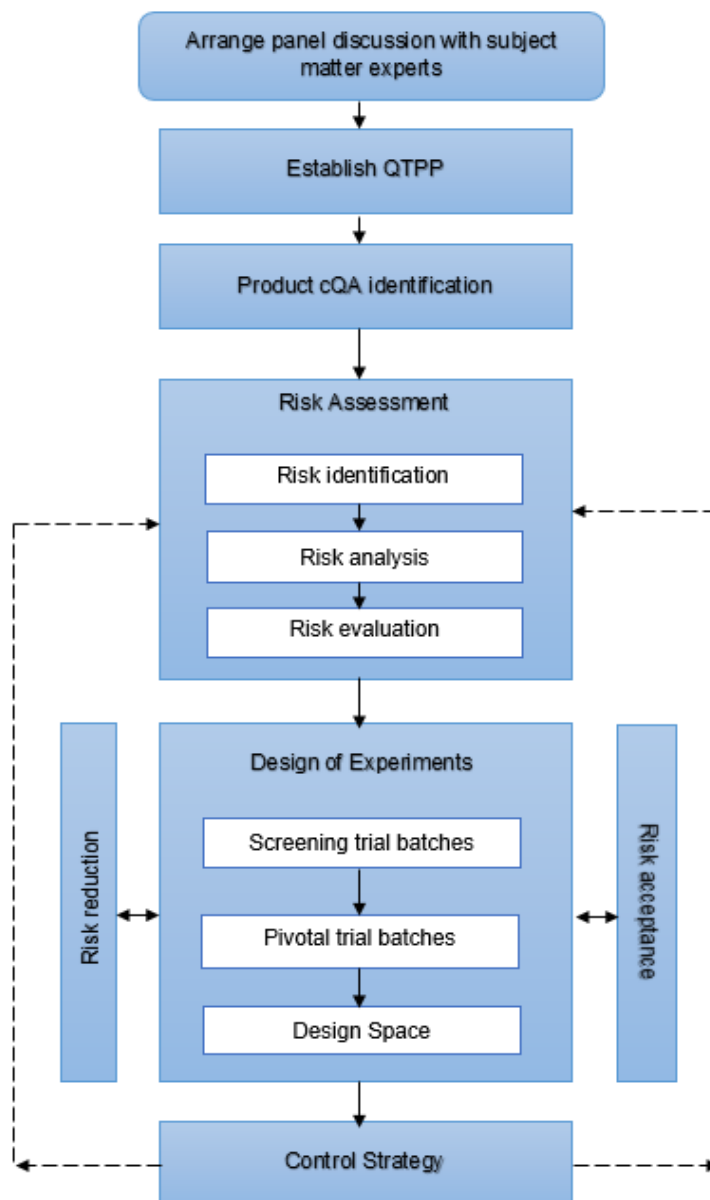 Arrange panel discussion with subject
matter experts
Establish QTPP
Product cQA identification
Risk Assessment
Risk identification
Risk analysis
Risk evaluation
Design of Experiments
Screening trial batches
Pivotal trial batches
Design Space
Risk reduction
Risk acceptance
Control Strategy